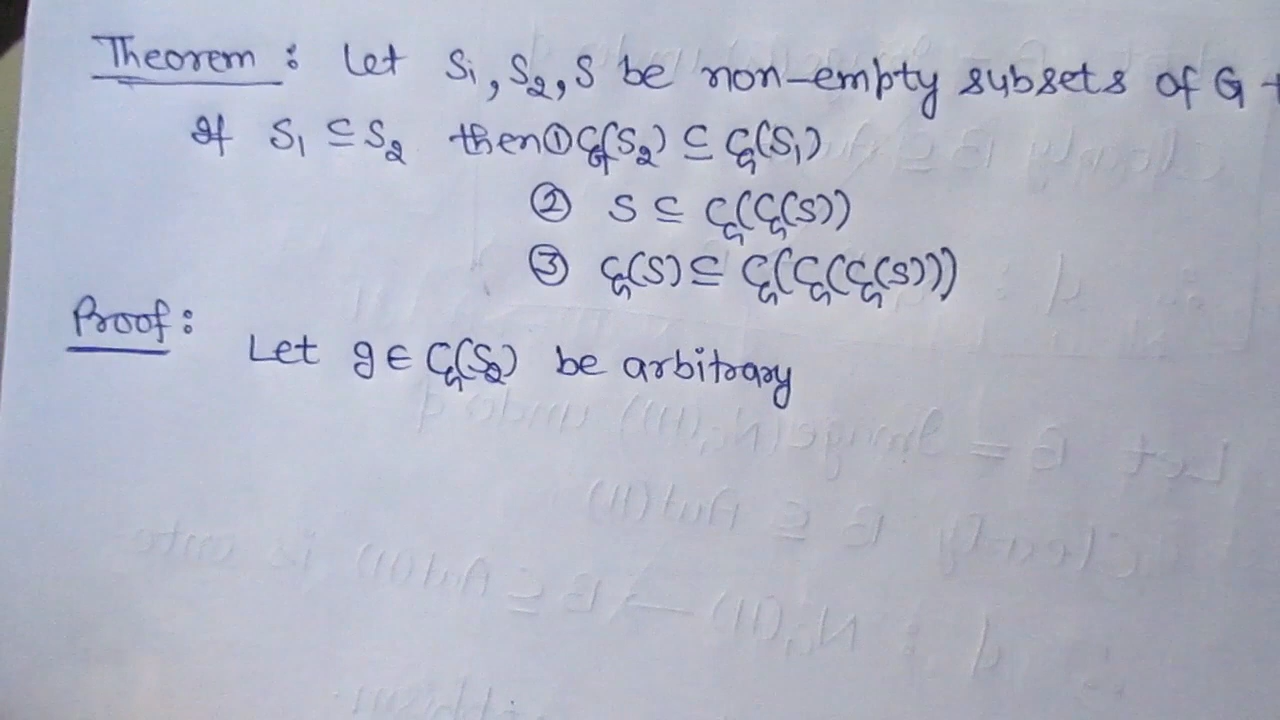 Theorem : Let S₁, S₂, S be non-empty subsets of G
If S₁ ⊆ S₂ then ① C_G(S₂) ⊆ C_G(S₁)
② S ⊆ C_G(C_G(S))
③ C_G(S) ⊆ C_G(C_G(C_G(S)))
Proof :
Let g ∈ C_G(S₂) be arbitrary